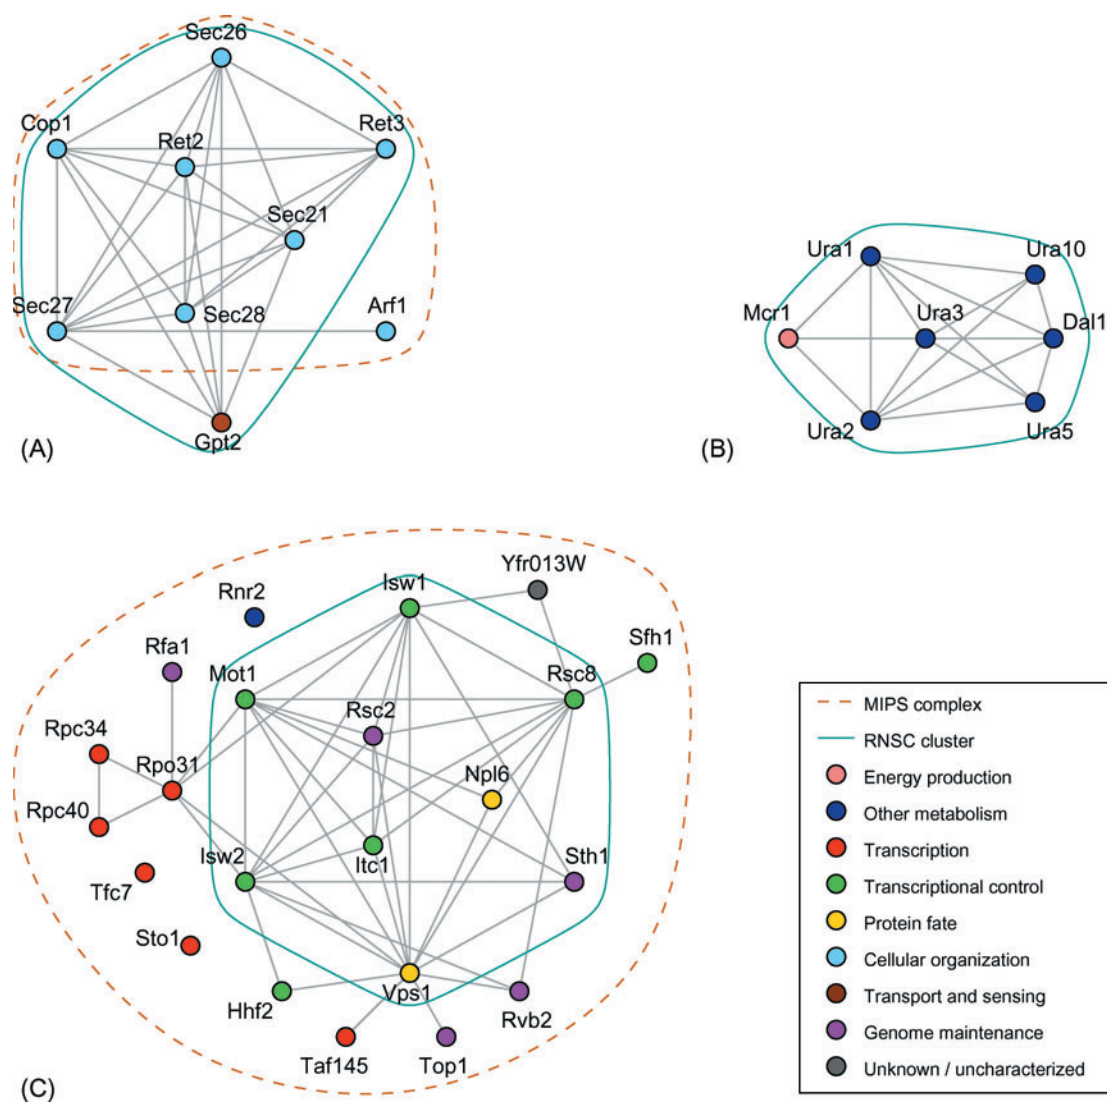 Sec26
Cop1
Ret2
Ret3
Sec21
Sec27
Sec28
Arf1
Gpt2
(A)
Ura1
Ura10
Mcr1
Ura3
Dal1
Ura2
Ura5
(B)
Isw1
Yfr013W
Rnr2
Rfa1
Sfh1
Mot1
Rsc8
Rsc2
Rpc34
Rpo31
Npl6
Rpc40
Isw2
Itc1
Sth1
Tfc7
Sto1
Hhf2
Vps1
Rvb2
Taf145
Top1
(C)
MIPS complex
RNSC cluster
Energy production
Other metabolism
Transcription
Transcriptional control
Protein fate
Cellular organization
Transport and sensing
Genome maintenance
Unknown / uncharacterized